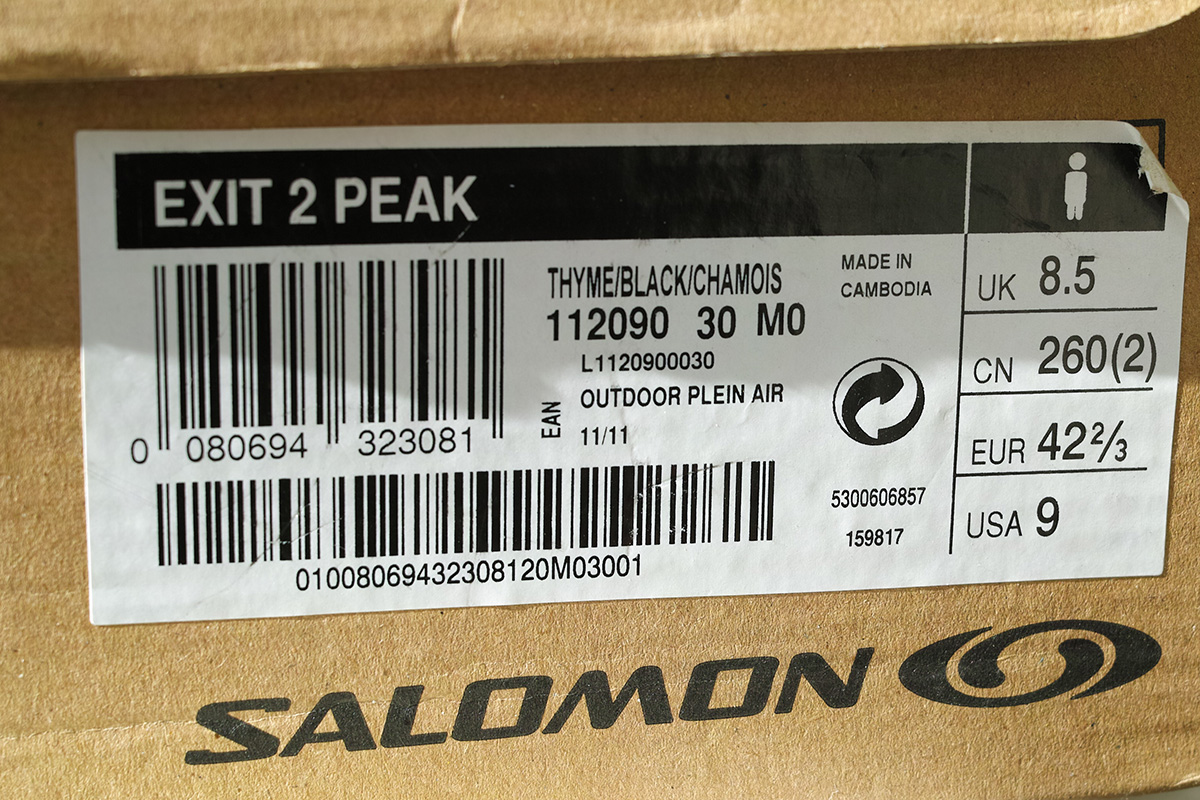 EXIT 2 PEAK
THYME/BLACK/CHAMOIS
112090 30 M0
L1120900030
OUTDOOR PLEIN AIR
EAN
11/11
0 080694 323081
01008069432308120M03001
MADE IN
CAMBODIA
5300606857
159817
UK 8.5
CN 260(2)
EUR 42⅔
USA 9
SALOMON